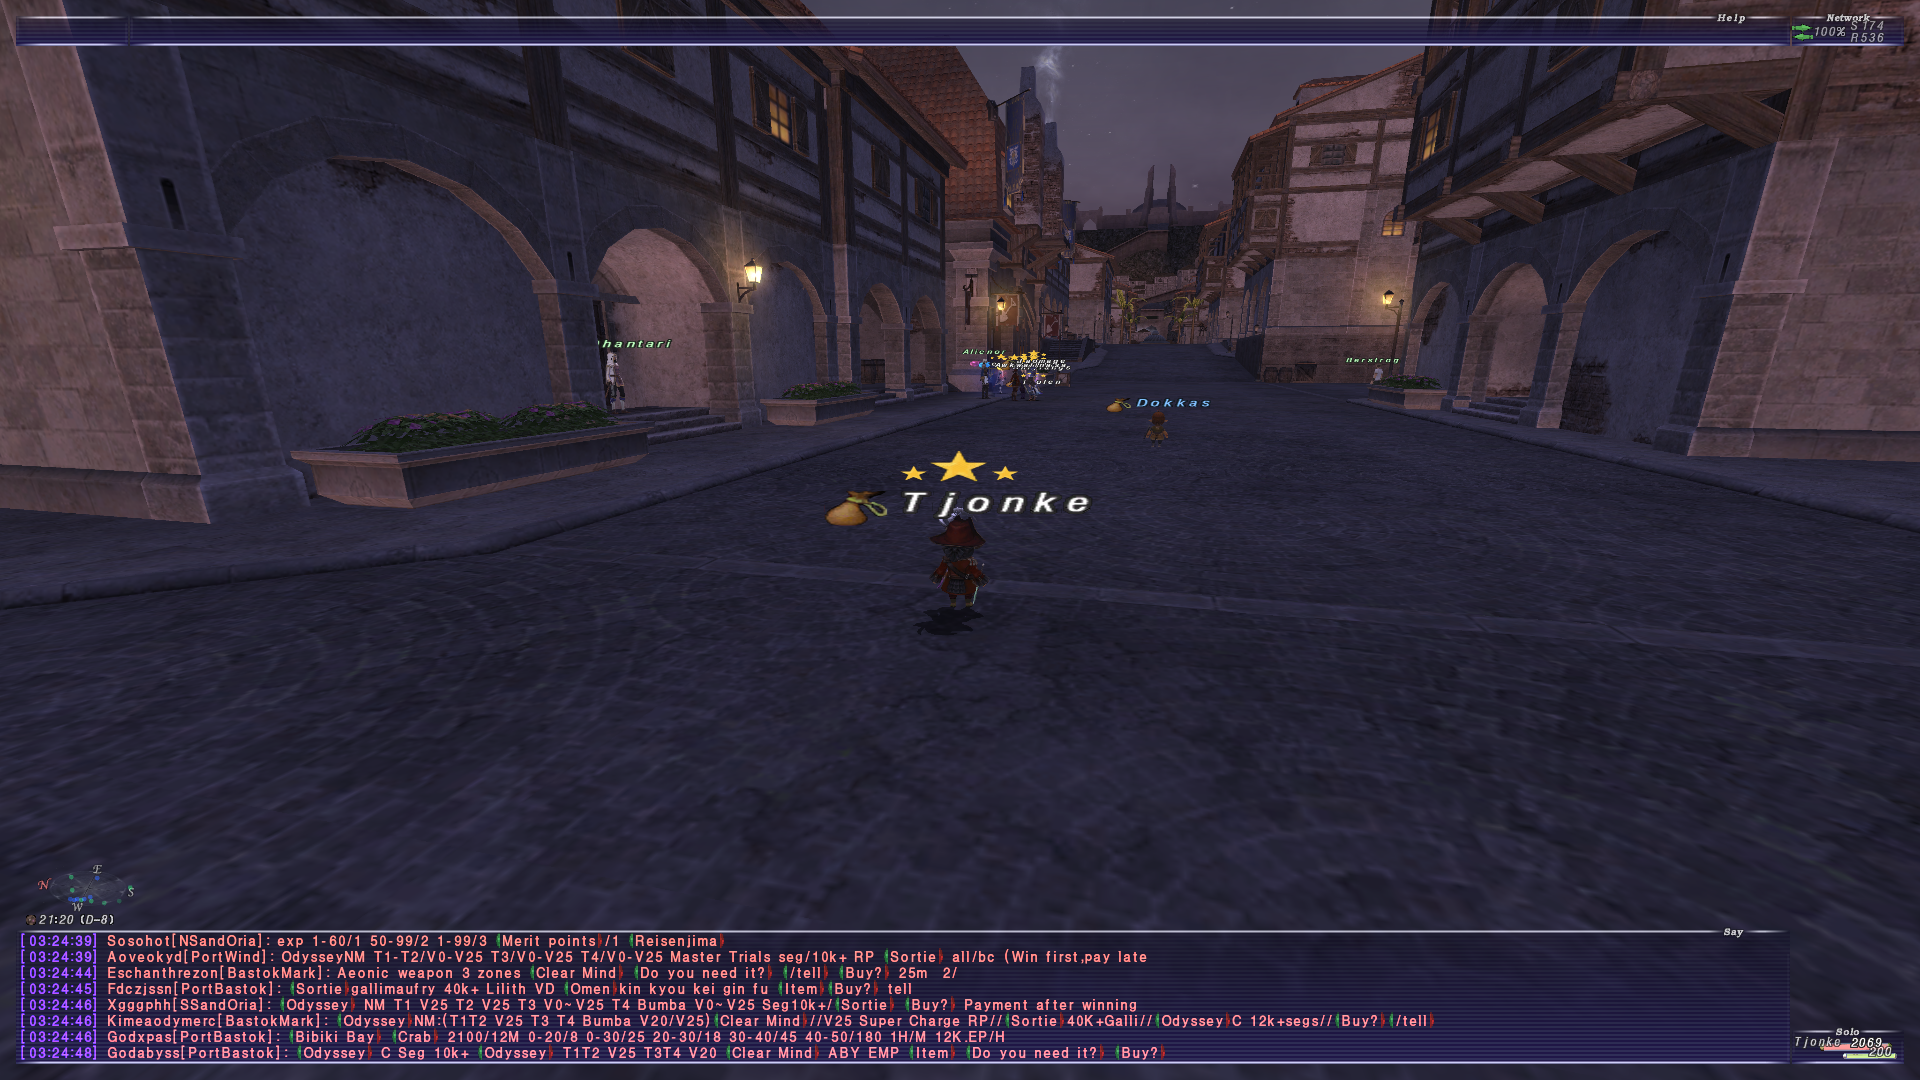 Help
Network
S 174
100%
R 536
Phantari
Alienor
Dokkas
Tjonke
E
N
S
W
21:20 (D-8)
Say
[03:24:39] Sosohot[NSandOria]: exp 1-60/1 50-99/2 1-99/3 Merit points /1 Reisenjima
[03:24:39] Aoveokyd[PortWind]: OdysseyNM T1-T2/V0-V25 T3/V0-V25 T4/V0-V25 Master Trials seg/10k+ RP Sortie all/bc (Win first,pay late
[03:24:44] Eschanthrezon[BastokMark]: Aeonic weapon 3 zones Clear Mind Do you need it? /tell Buy? 25m 2/
[03:24:45] Fdczjssn[PortBastok]: Sortie gallimaufry 40k+ Lilith VD Omen kin kyou kei gin fu Item Buy? tell
[03:24:46] Xgggphh[SSandOria]: Odyssey NM T1 V25 T2 V25 T3 V0~V25 T4 Bumba V0~V25 Seg10k+/ Sortie Buy? Payment after winning
[03:24:46] Kimeaodymerc[BastokMark]: Odyssey NM:(T1T2 V25 T3 T4 Bumba V20/V25) Clear Mind //V25 Super Charge RP// Sortie 40K+Galli// Odyssey C 12k+segs// Buy? /tell
[03:24:46] Godxpas[PortBastok]: Bibiki Bay Crab 2100/12M 0-20/8 0-30/25 20-30/18 30-40/45 40-50/180 1H/M 12K.EP/H
[03:24:48] Godabyss[PortBastok]: Odyssey C Seg 10k+ Odyssey T1T2 V25 T3T4 V20 Clear Mind ABY EMP Item Do you need it? Buy?
Solo
Tjonke 2069
200